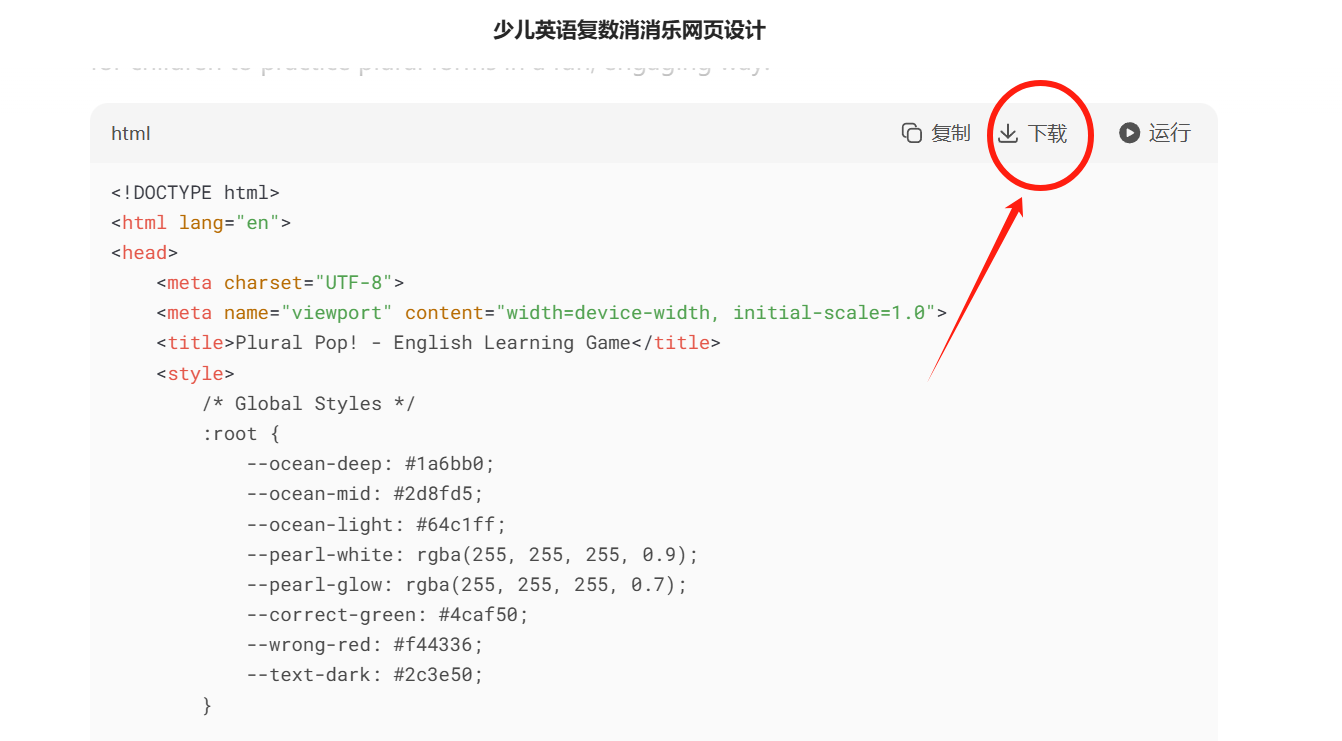 少儿英语复数消消乐网页设计
for children to practice plural forms in a fun, engaging way.
html 复制 下载 运行
<!DOCTYPE html>
<html lang="en">
<head>
<meta charset="UTF-8">
<meta name="viewport" content="width=device-width, initial-scale=1.0">
<title>Plural Pop! - English Learning Game</title>
<style>
/* Global Styles */
:root {
--ocean-deep: #1a6bb0;
--ocean-mid: #2d8fd5;
--ocean-light: #64c1ff;
--pearl-white: rgba(255, 255, 255, 0.9);
--pearl-glow: rgba(255, 255, 255, 0.7);
--correct-green: #4caf50;
--wrong-red: #f44336;
--text-dark: #2c3e50;
}